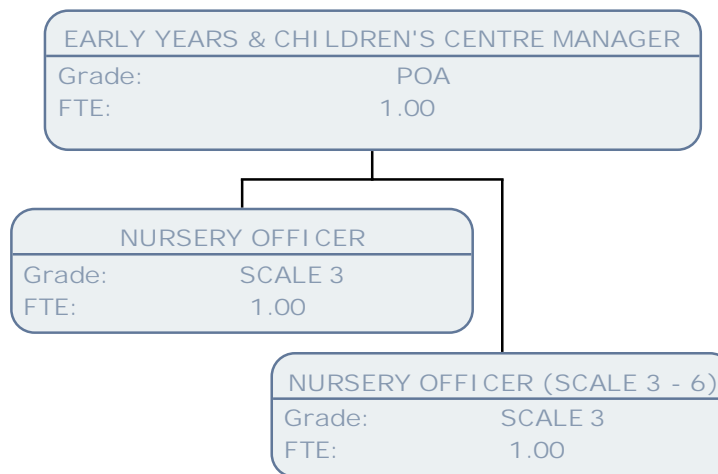 EARLY YEARS & CHILDREN'S CENTRE MANAGER
Grade: POA
FTE: 1.00
NURSERY OFFICER
Grade: SCALE 3
FTE: 1.00
NURSERY OFFICER (SCALE 3 - 6)
Grade: SCALE 3
FTE: 1.00